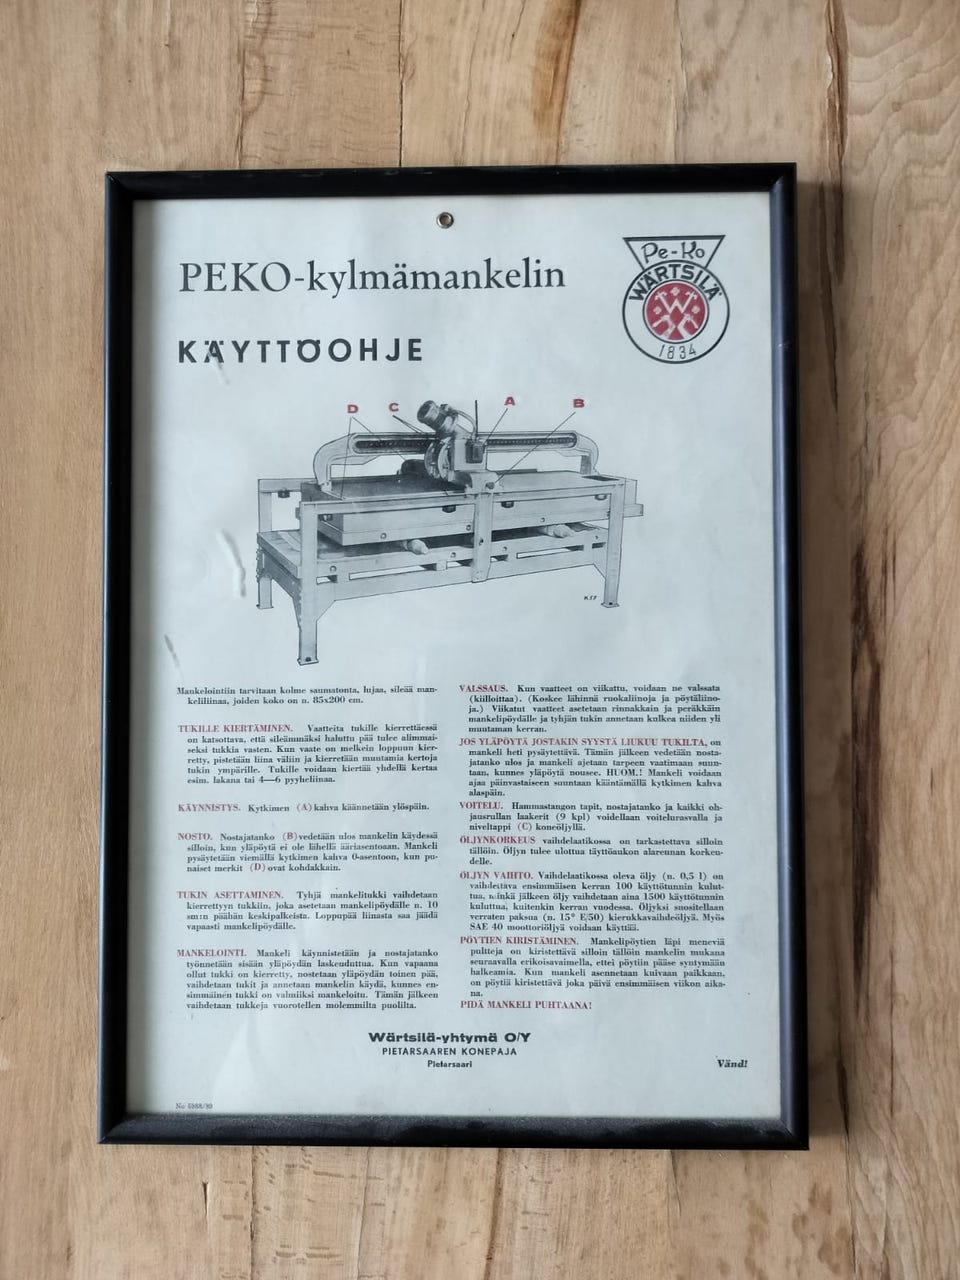 PEKO-kylmämankelin
KÄYTTÖOHJE
Pe-Ko
WÄRTSILÄ
W
1834
D C A B
K57
Mankelointiin tarvitaan kolme saumatonta, lujaa, sileää man-
keliliinaa, joiden koko on n. 85x200 cm.
TUKILLE KIERTÄMINEN. Vaatteita tukille kierrettäessä
on katsottava, että sileämmäksi haluttu pää tulee alimmai-
seksi tukkia vasten. Kun vaate on melkein loppuun kier-
retty, pistetään liina väliin ja kierretään muutamia kertoja
tukin ympärille. Tukille voidaan kiertää yhdellä kertaa
esim. lakana tai 4—6 pyyheliinaa.
KÄYNNISTYS. Kytkimen (A) kahva käännetään ylöspäin.
NOSTO. Nostajatanko (B) vedetään ulos mankelin käydessä
silloin, kun yläpöytä ei ole lähellä ääriasentoaan. Mankeli
pysäytetään viemällä kytkimen kahva 0-asentoon, kun pu-
naiset merkit (D) ovat kohdakkain.
TUKIN ASETTAMINEN. Tyhjä mankelitukki vaihdetaan
kierrettyyn tukkiin, joka asetetaan mankelipöydälle n. 10
sm:n päähän keskipalkeista. Loppupää liinasta saa jäädä
vapaasti mankelipöydälle.
MANKELOINTI. Mankeli käynnistetään ja nostajatanko
työnnetään sisään yläpöydän laskeuduttua. Kun vapaana
ollut tukki on kierretty, nostetaan yläpöydän toinen pää,
vaihdetaan tukit ja annetaan mankelin käydä, kunnes en-
simmäinen tukki on valmiiksi mankeloitu. Tämän jälkeen
vaihdetaan tukkeja vuorotellen molemmilta puolilta.
VALSSAUS. Kun vaatteet on viikattu, voidaan ne valssata
(kiilloittaa). (Koskee lähinnä ruokaliinoja ja pöytäliino-
ja.) Viikatut vaatteet asetetaan rinnakkain ja peräkkäin
mankelipöydälle ja tyhjän tukin annetaan kulkea niiden yli
muutaman kerran.
JOS YLÄPÖYTÄ JOSTAKIN SYYSTÄ LIUKUU TUKILTA, on
mankeli heti pysäytettävä. Tämän jälkeen vedetään nosta-
jatanko ulos ja mankeli ajetaan tarpeen vaatimaan suun-
taan, kunnes yläpöytä nousee. HUOM.! Mankeli voidaan
ajaa päinvastaiseen suuntaan kääntämällä kytkimen kahva
alaspäin.
VOITELU. Hammastangon tapit, nostajatanko ja kaikki oh-
jausrullan laakerit (9 kpl) voidellaan voitelurasvalla ja
niveltappi (C) koneöljyllä.
ÖLJYNKORKEUS vaihdelaatikossa on tarkastettava silloin
tällöin. Öljyn tulee ulottua täyttöaukon alareunan korkeu-
delle.
ÖLJYN VAIHTO. Vaihdelaatikossa oleva öljy (n. 0,5 l) on
vaihdettava ensimmäisen kerran 100 käyttötunnin kulut-
tua, minkä jälkeen öljy vaihdetaan aina 1500 käyttötunnin
kuluttua, kuitenkin kerran vuodessa. Öljyksi suositellaan
verraten paksua (n. 15° E/50) kierukkavaihdeöljyä. Myös
SAE 40 moottoriöljyä voidaan käyttää.
PÖYTIEN KIRISTÄMINEN. Mankelipöytien läpi meneviä
pultteja on kiristettävä silloin tällöin mankelin mukana
seuraavalla erikoisavaimella, ettei pöytiin pääse syntymään
halkeamia. Kun mankeli asennetaan kuivaan paikkaan,
on pöytiä kiristettävä joka päivä ensimmäisen viikon aika-
na.
PIDÄ MANKELI PUHTAANA!
Wärtsilä-yhtymä O/Y
PIETARSAAREN KONEPAJA
Pietarsaari
Vänd!